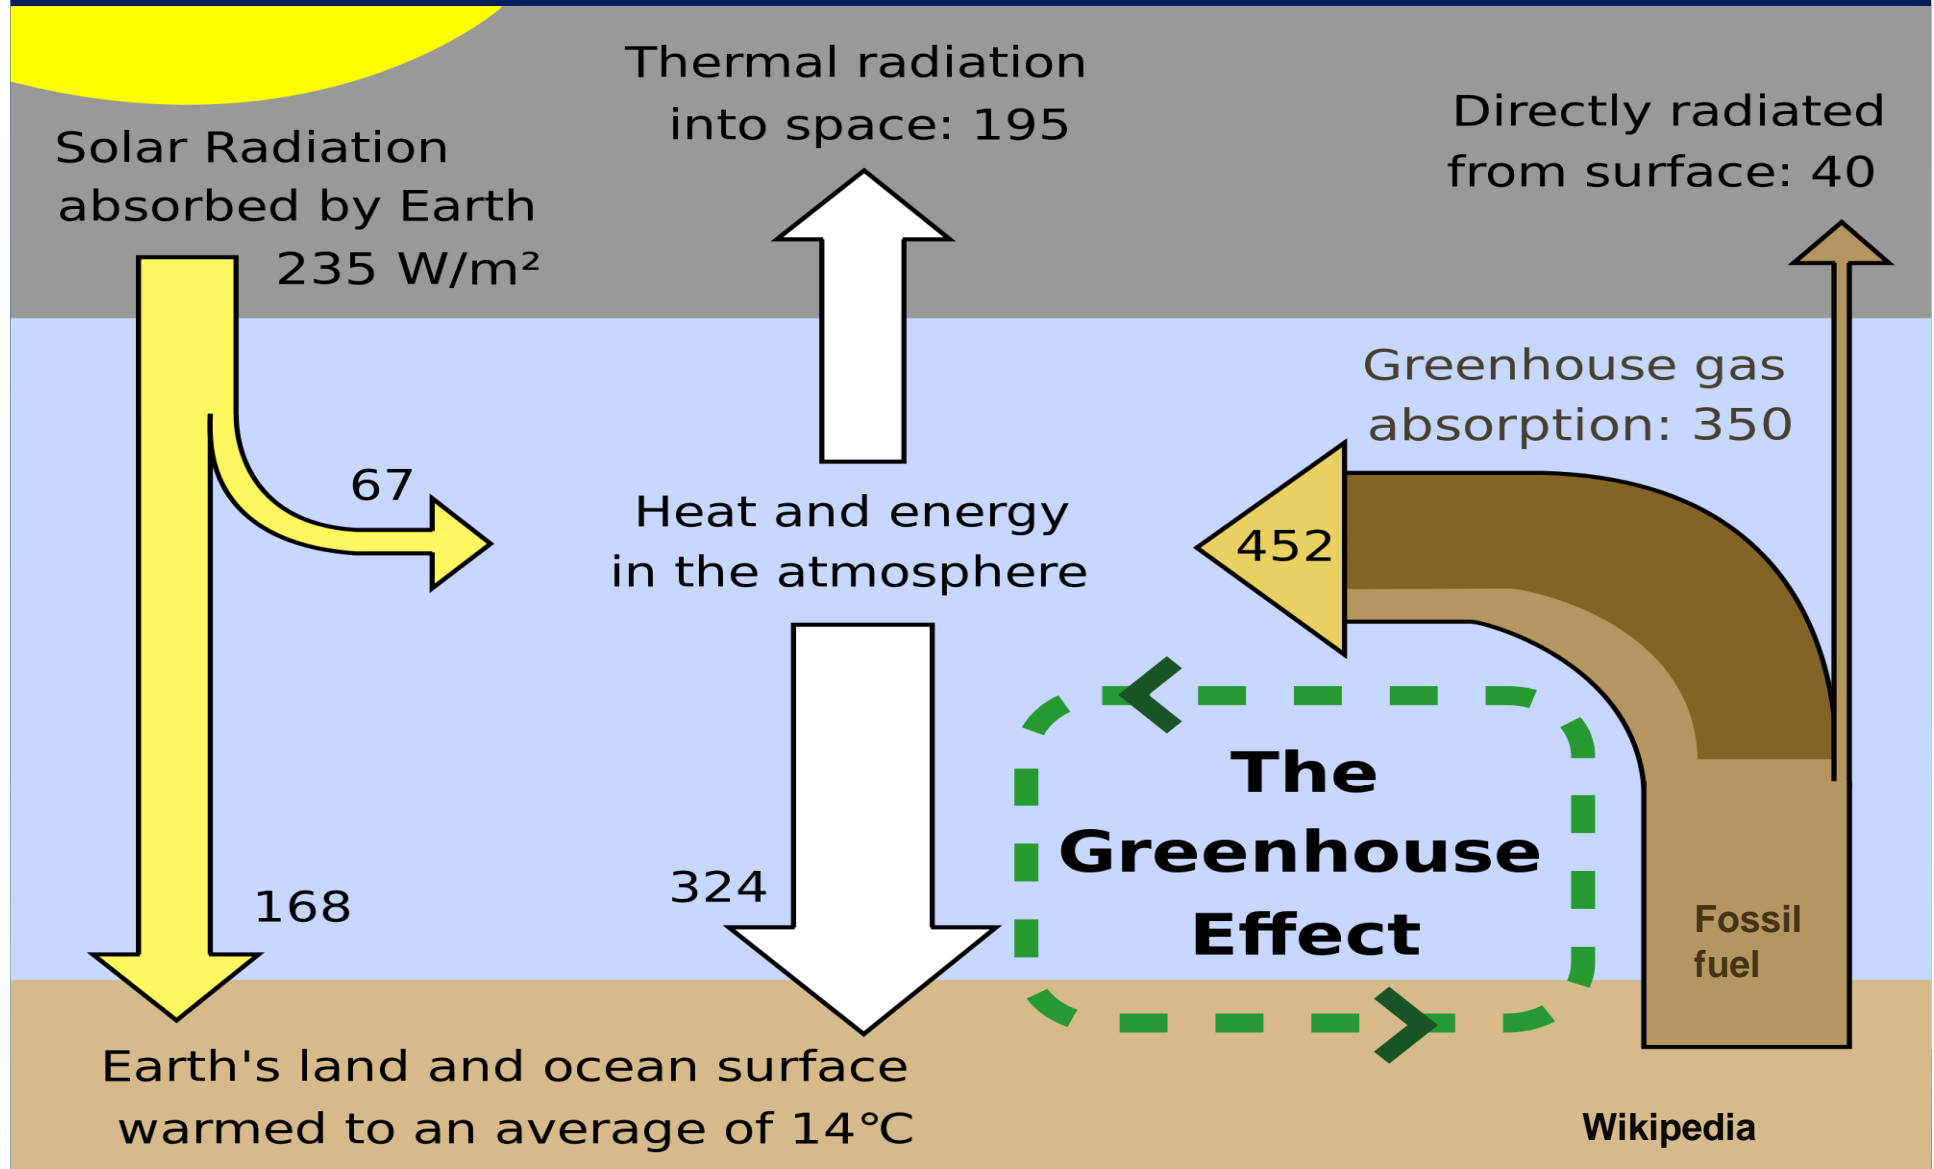 Solar Radiation
absorbed by Earth
235 W/m²
Thermal radiation
into space: 195
Directly radiated
from surface: 40
Greenhouse gas
absorption: 350
67
Heat and energy
in the atmosphere
452
The
Greenhouse
Effect
168
324
Fossil
fuel
Earth's land and ocean surface
warmed to an average of 14°C
Wikipedia